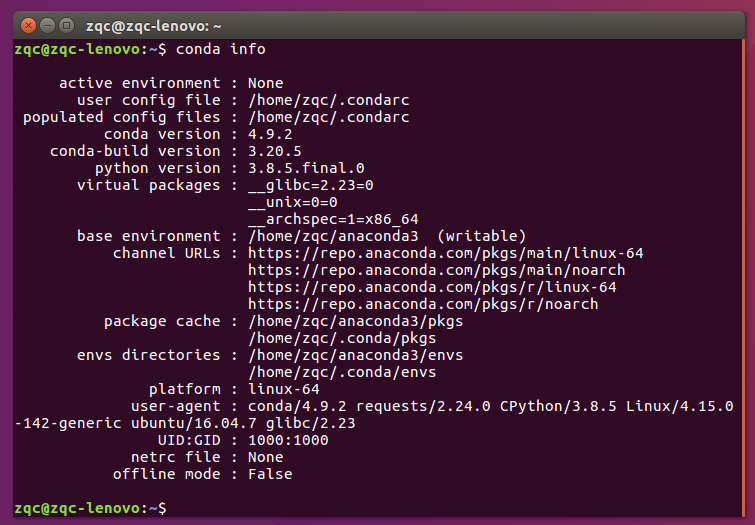 zqc@zqc-lenovo: ~
zqc@zqc-lenovo:~$ conda info
active environment : None
user config file : /home/zqc/.condarc
populated config files : /home/zqc/.condarc
conda version : 4.9.2
conda-build version : 3.20.5
python version : 3.8.5.final.0
virtual packages : __glibc=2.23=0
__unix=0=0
__archspec=1=x86_64
base environment : /home/zqc/anaconda3  (writable)
channel URLs : https://repo.anaconda.com/pkgs/main/linux-64
https://repo.anaconda.com/pkgs/main/noarch
https://repo.anaconda.com/pkgs/r/linux-64
https://repo.anaconda.com/pkgs/r/noarch
package cache : /home/zqc/anaconda3/pkgs
/home/zqc/.conda/pkgs
envs directories : /home/zqc/anaconda3/envs
/home/zqc/.conda/envs
platform : linux-64
user-agent : conda/4.9.2 requests/2.24.0 CPython/3.8.5 Linux/4.15.0
-142-generic ubuntu/16.04.7 glibc/2.23
UID:GID : 1000:1000
netrc file : None
offline mode : False
zqc@zqc-lenovo:~$